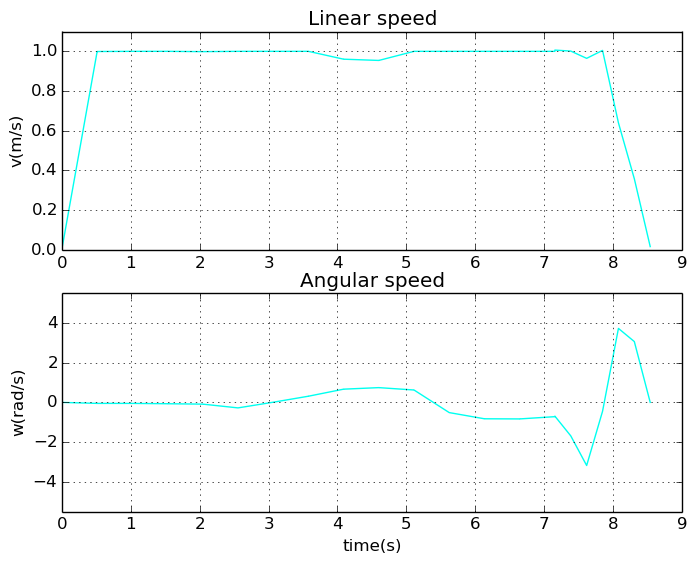 Linear speed
1.0
0.8
0.6
0.4
0.2
0.0
v(m/s)
0 1 2 3 4 5 6 7 8 9
Angular speed
4
2
0
−2
−4
w(rad/s)
0 1 2 3 4 5 6 7 8 9
time(s)